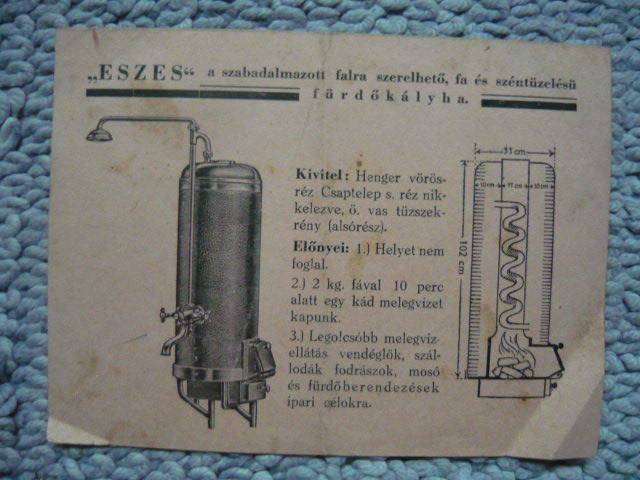 „ESZES“ a szabadalmazott falra szerelhető, fa és széntüzelésü
fürdőkályha.
Kivitel: Henger vörös-
réz Csaptelep s. réz nik-
kelezve, ö. vas tüzszek-
rény (alsórész).
Előnyei: 1.) Helyet nem
foglal.
2.) 2 kg. fával 10 perc
alatt egy kád melegvizet
kapunk.
3.) Legolcsóbb melegviz-
ellátás vendéglök, szál-
lodák fodrászok, mosó
és fürdőberendezések
ipari célokra.
31 cm
10 cm 11 cm 10 cm
102 cm